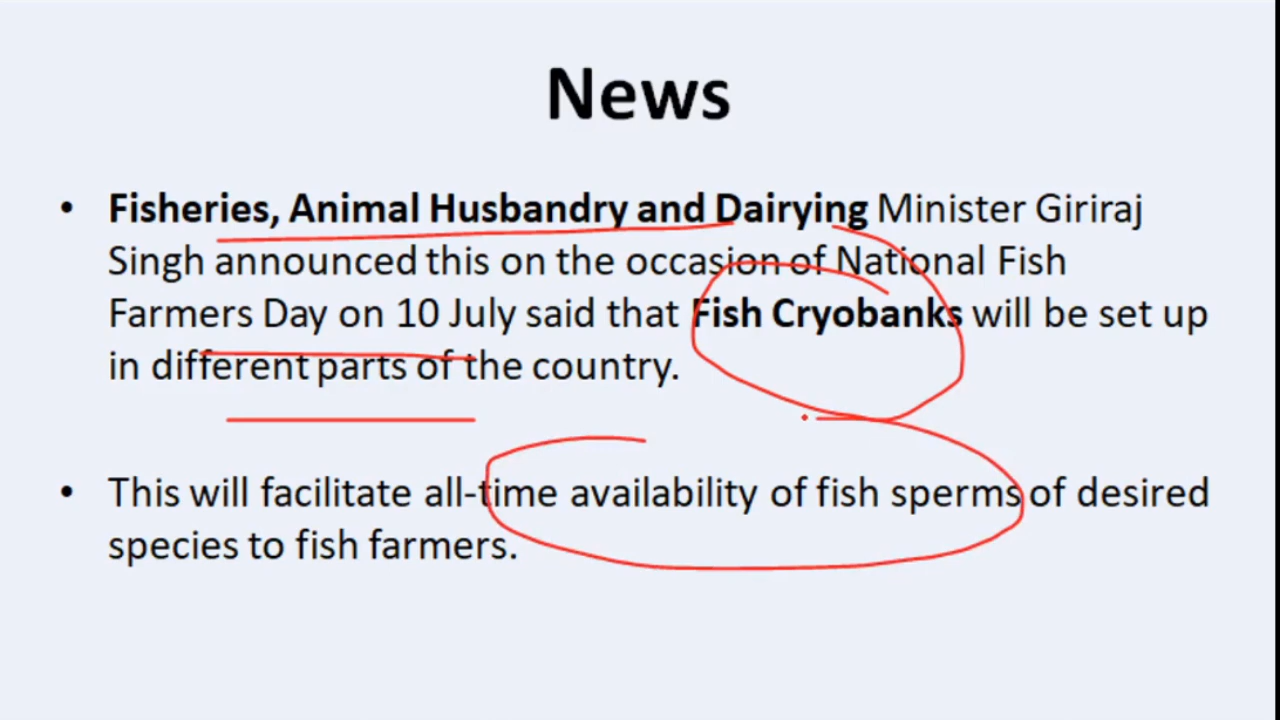 News
• Fisheries, Animal Husbandry and Dairying Minister Giriraj
Singh announced this on the occasion of National Fish
Farmers Day on 10 July said that Fish Cryobanks will be set up
in different parts of the country.
• This will facilitate all-time availability of fish sperms of desired
species to fish farmers.